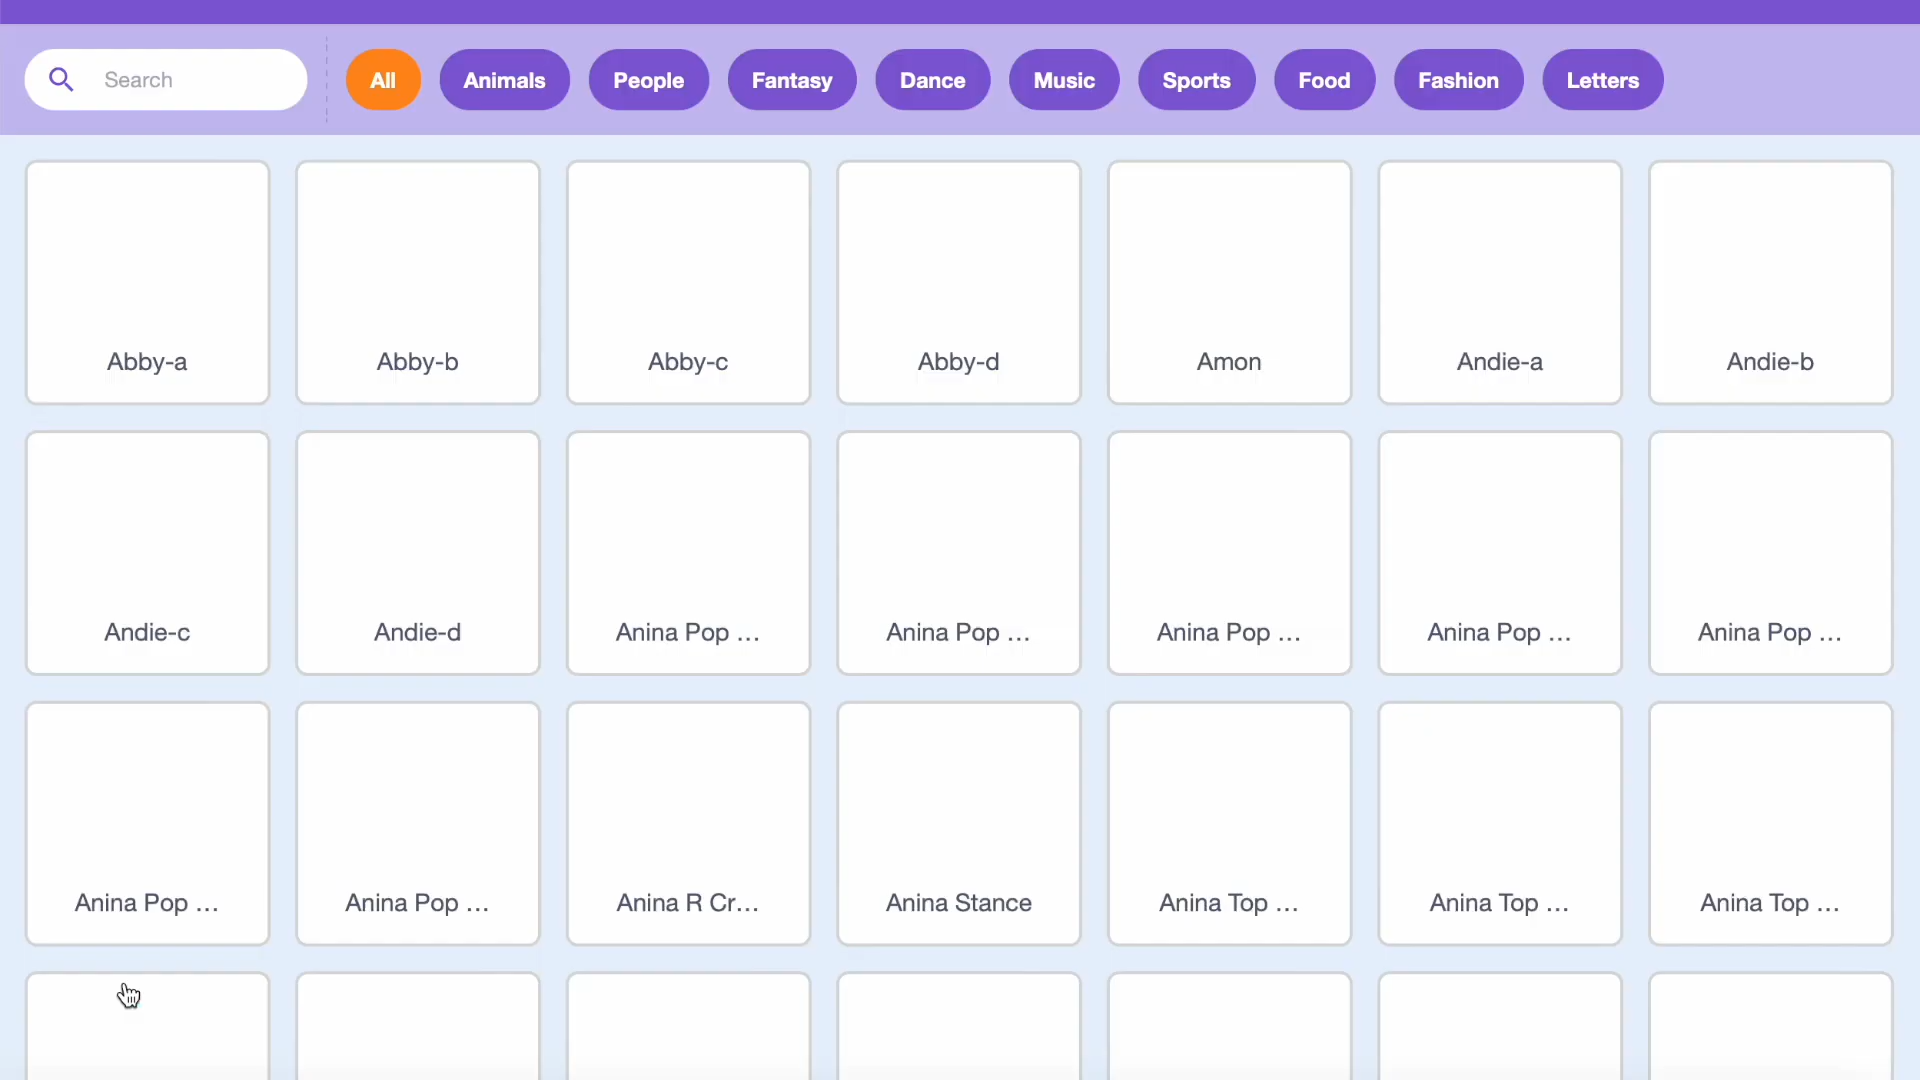 Search All Animals People Fantasy Dance Music Sports Food Fashion Letters
Abby-a Abby-b Abby-c Abby-d Amon Andie-a Andie-b
Andie-c Andie-d Anina Pop ... Anina Pop ... Anina Pop ... Anina Pop ... Anina Pop ...
Anina Pop ... Anina Pop ... Anina R Cr... Anina Stance Anina Top ... Anina Top ... Anina Top ...